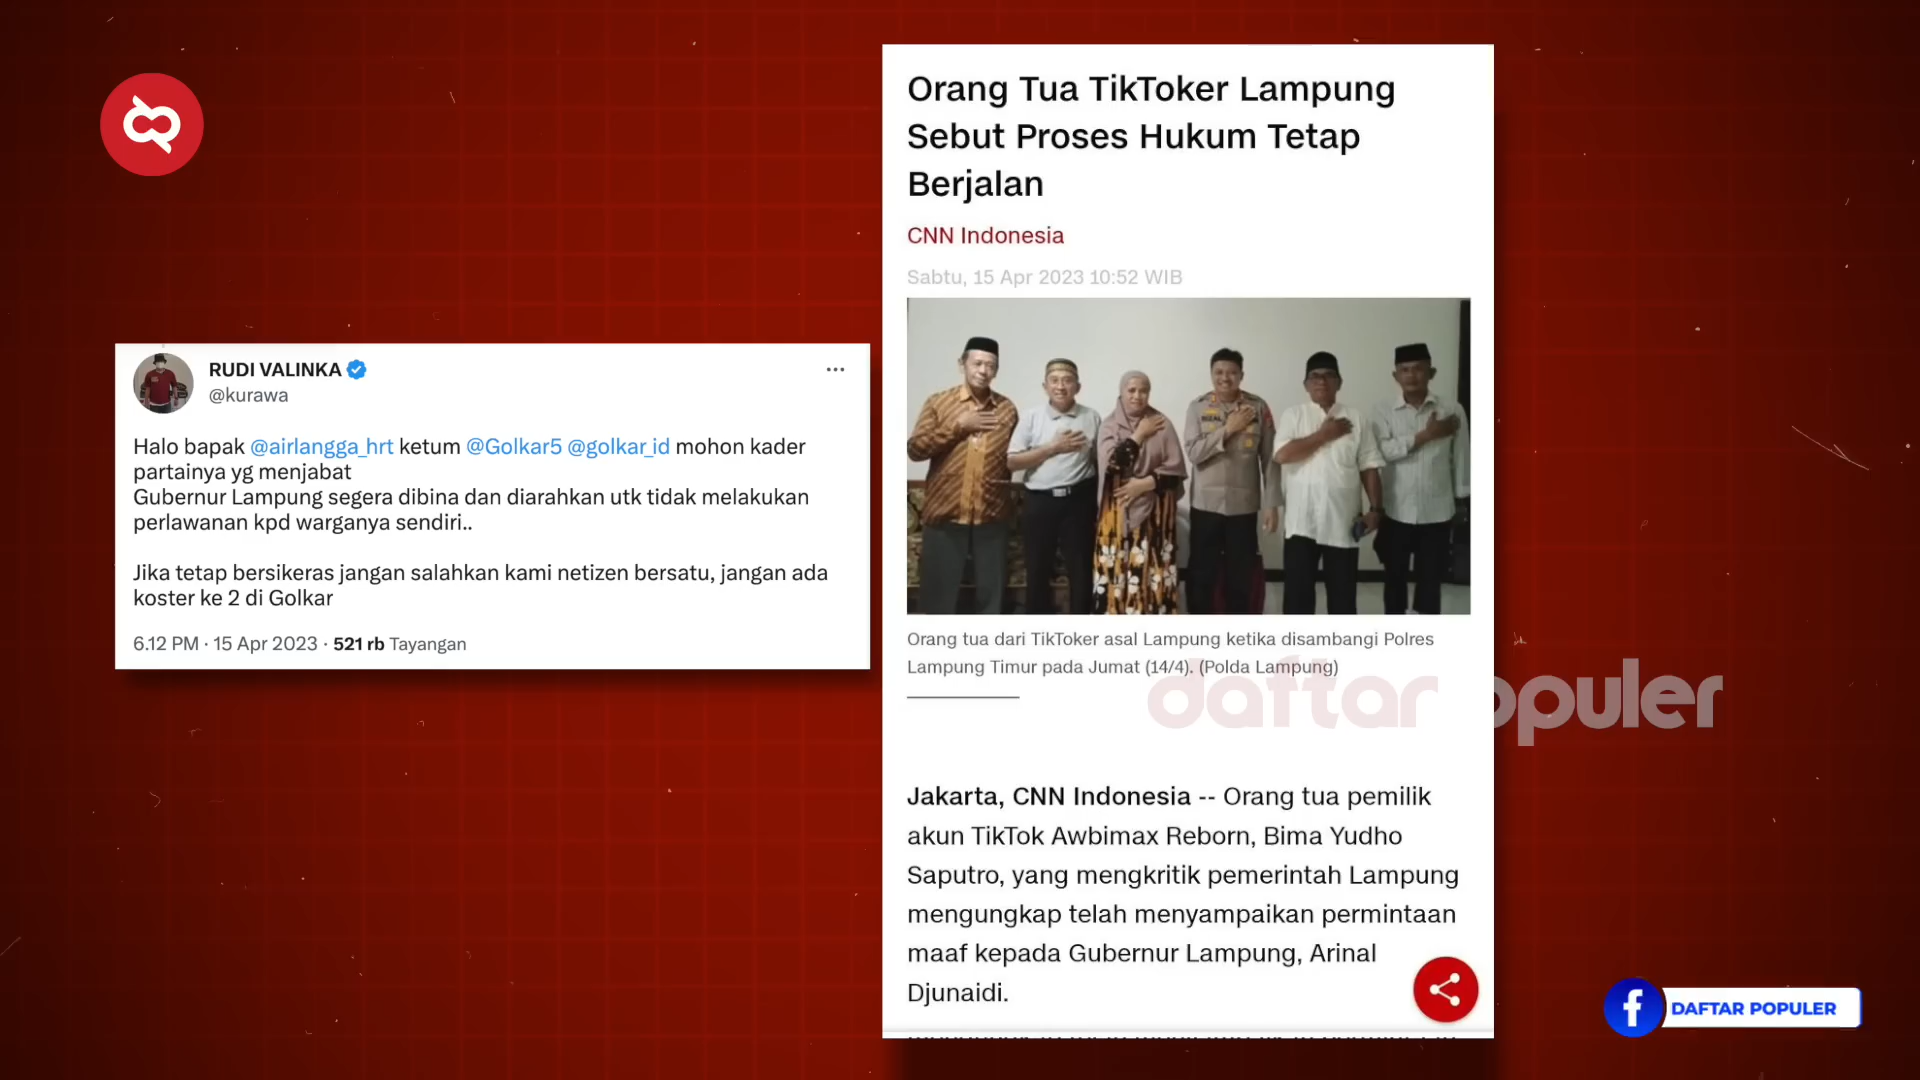 RUDI VALINKA
@kurawa
Halo bapak @airlangga_hrt ketum @Golkar5 @golkar_id mohon kader
partainya yg menjabat
Gubernur Lampung segera dibina dan diarahkan utk tidak melakukan
perlawanan kpd warganya sendiri..
Jika tetap bersikeras jangan salahkan kami netizen bersatu, jangan ada
koster ke 2 di Golkar
6.12 PM · 15 Apr 2023 · 521 rb Tayangan
Orang Tua TikToker Lampung
Sebut Proses Hukum Tetap
Berjalan
CNN Indonesia
Sabtu, 15 Apr 2023 10:52 WIB
RIZAL
Orang tua dari TikToker asal Lampung ketika disambangi Polres
Lampung Timur pada Jumat (14/4). (Polda Lampung)
daftar populer
Jakarta, CNN Indonesia -- Orang tua pemilik
akun TikTok Awbimax Reborn, Bima Yudho
Saputro, yang mengkritik pemerintah Lampung
mengungkap telah menyampaikan permintaan
maaf kepada Gubernur Lampung, Arinal
Djunaidi.
DAFTAR POPULER